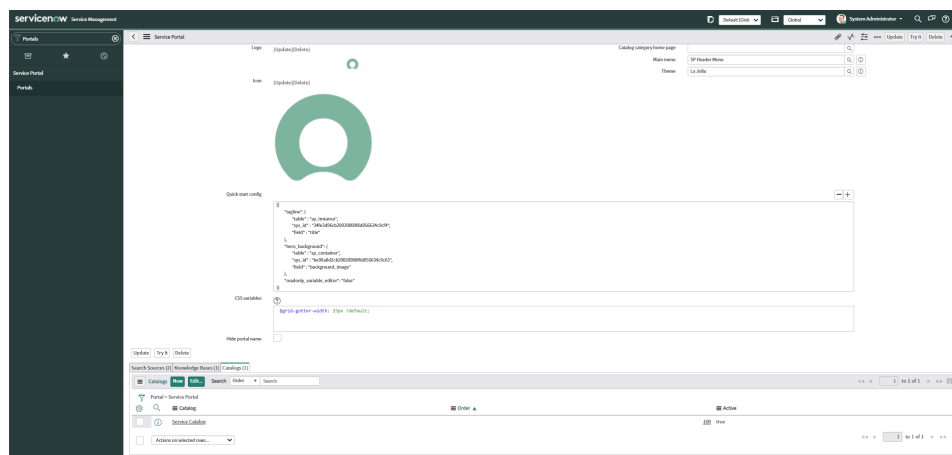 servicenow Service Management
Default (Glob
Global
System Administrator
Portals
Service Portal
Update
Try It
Delete
Logo
[Update][Delete]
Catalog category home page
Main menu
SP Header Menu
Theme
La Jolla
Icon
[Update][Delete]
Service Portal
Portals
Quick start config
"tagline": {
"table": "sp_instance",
"field": "title"
},
"hero_background": {
"table": "sp_container",
"field": "background_image"
},
"readonly_variable_editor": "false"
CSS variables
$grid-gutter-width: 15px !default;
Hide portal name
Update Try It Delete
Search Sources (2) Knowledge Bases (1) Catalogs (1)
Catalogs New Edit... Search Order Search
1 to 1 of 1
Portal = Service Portal
Catalog
Order
Active
Service Catalog
100
true
Actions on selected rows...
1 to 1 of 1